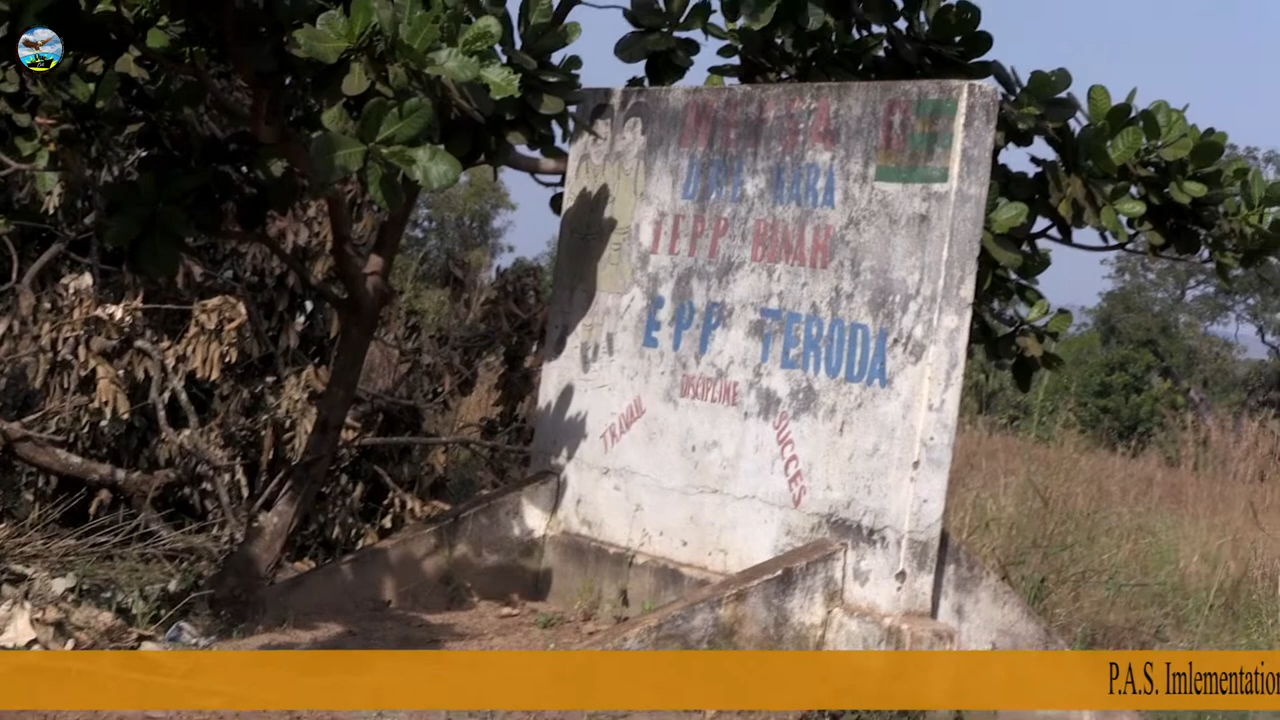 DRE KARA
IEPP BINAH
EPP TERODA
DISCIPLINE
TRAVAIL
SUCCES
P.A.S. Imlementation